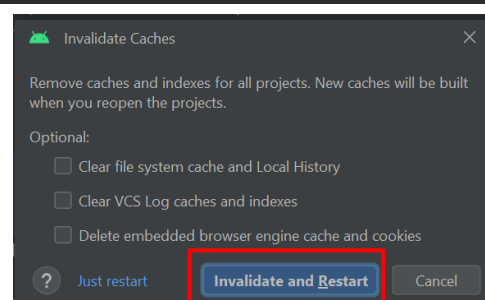 Invalidate Caches
Remove caches and indexes for all projects. New caches will be built
when you reopen the projects.
Optional:
Clear file system cache and Local History
Clear VCS Log caches and indexes
Delete embedded browser engine cache and cookies
? Just restart Invalidate and Restart Cancel